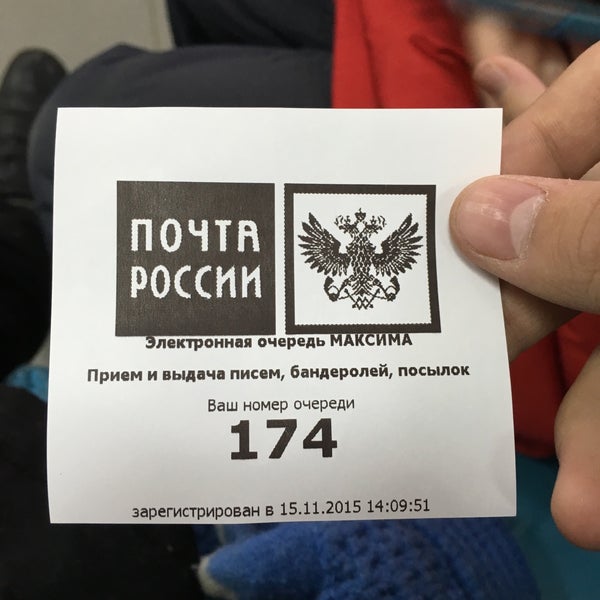 ПОЧТА
РОССИИ
Электронная очередь МАКСИМА
Прием и выдача писем, бандеролей, посылок
Ваш номер очереди
174
зарегистрирован в 15.11.2015 14:09:51